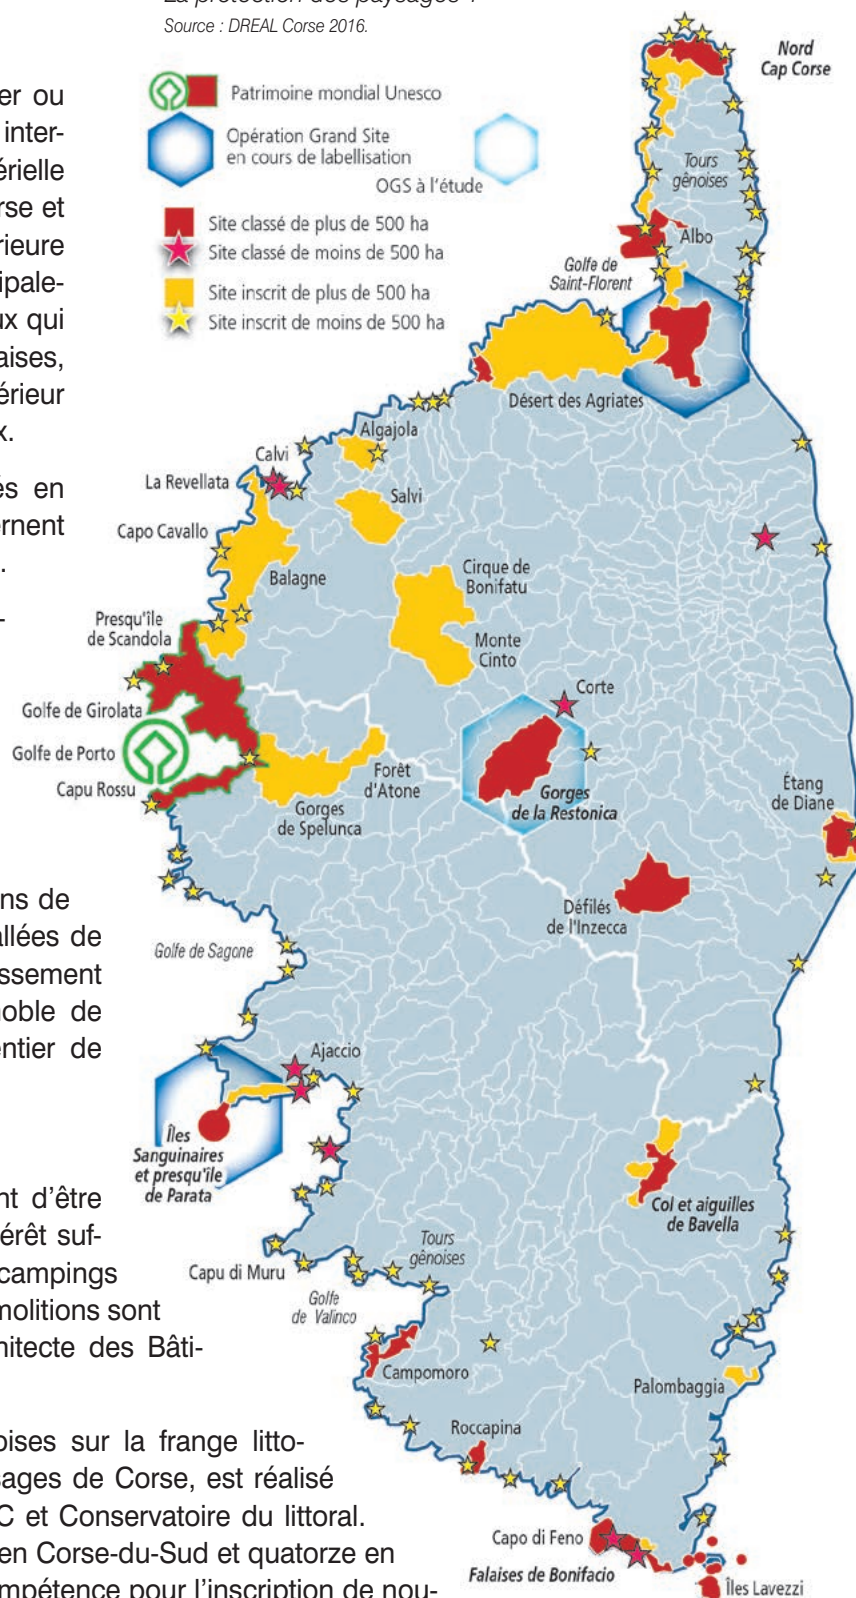 La protection des paysages .
Source : DREAL Corse 2016.
Patrimoine mondial Unesco
Opération Grand Site
en cours de labellisation
OGS à l'étude
Site classé de plus de 500 ha
Site classé de moins de 500 ha
Site inscrit de plus de 500 ha
Site inscrit de moins de 500 ha
er ou
inter-
érielle
rse et
rieure
ipale-
ux qui
aises,
érieur
x.
és en
ernent
.
-
ns de
allées de
issement
noble de
entier de
nt d'être
érêt suf-
campings
molitions sont
hitecte des Bâti-
oises sur la frange litto-
sages de Corse, est réalisé
C et Conservatoire du littoral.
en Corse-du-Sud et quatorze en
mpétence pour l'inscription de nou-
Nord
Cap Corse
Tours
génoises
Albo
Golfe de
Saint-Florent
Désert des Agriates
Algajola
Calvi
La Revellata
Salvi
Capo Cavallo
Balagne
Cirque de
Bonifatu
Monte
Cinto
Presqu'île
de Scandola
Corte
Golfe de Girolata
Golfe de Porto
Capu Rossu
Forêt
d'Atone
Gorges
de Spelunca
Gorges
de la Restonica
Étang
de Diane
Défilés
de l'Inzecca
Golfe de Sagone
Ajaccio
Îles
Sanguinaires
et presqu'île
de Parata
Col et aiguilles
de Bavella
Capu di Muru
Tours
génoises
Golfe
de Valinco
Campomoro
Palombaggia
Roccapina
Capo di Feno
Falaises de Bonifacio
Îles Lavezzi